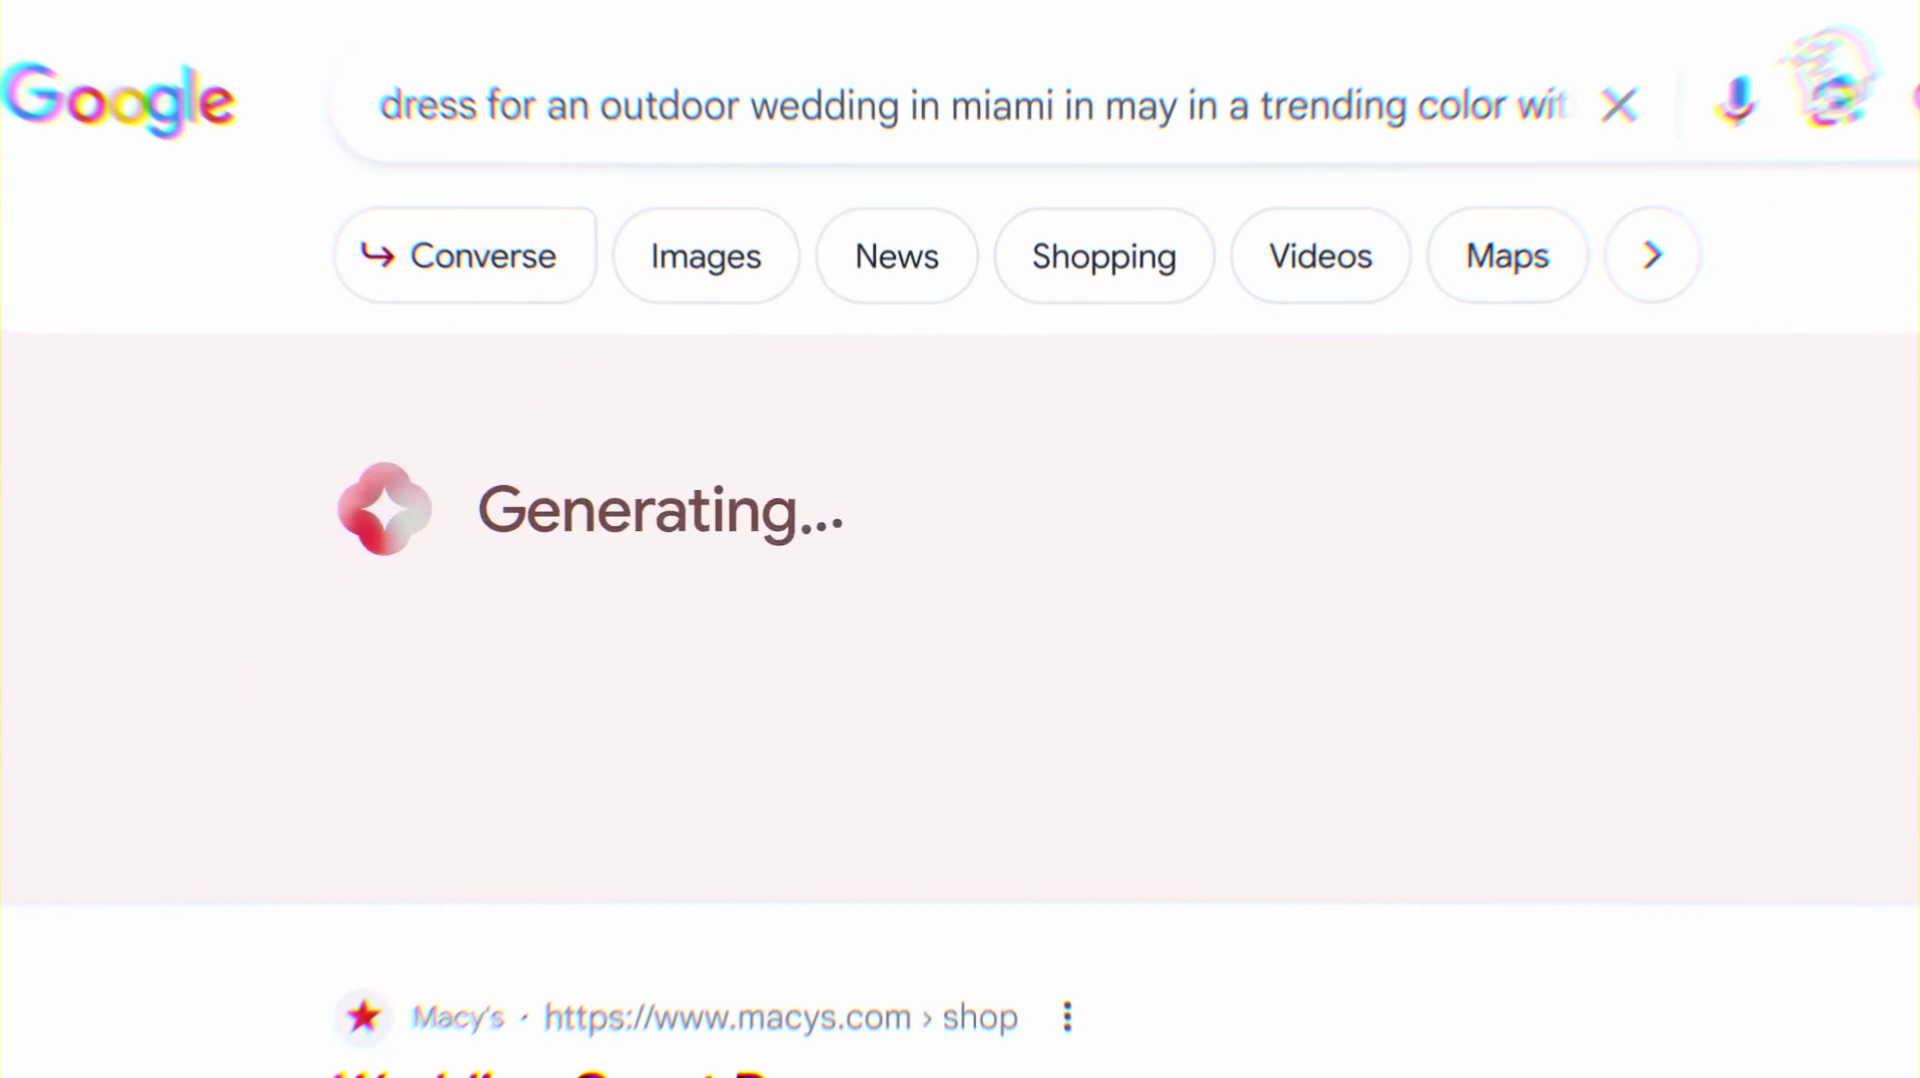 Google
dress for an outdoor wedding in miami in may in a trending color wit
Converse
Images
News
Shopping
Videos
Maps
Generating...
Macy's · https://www.macys.com › shop